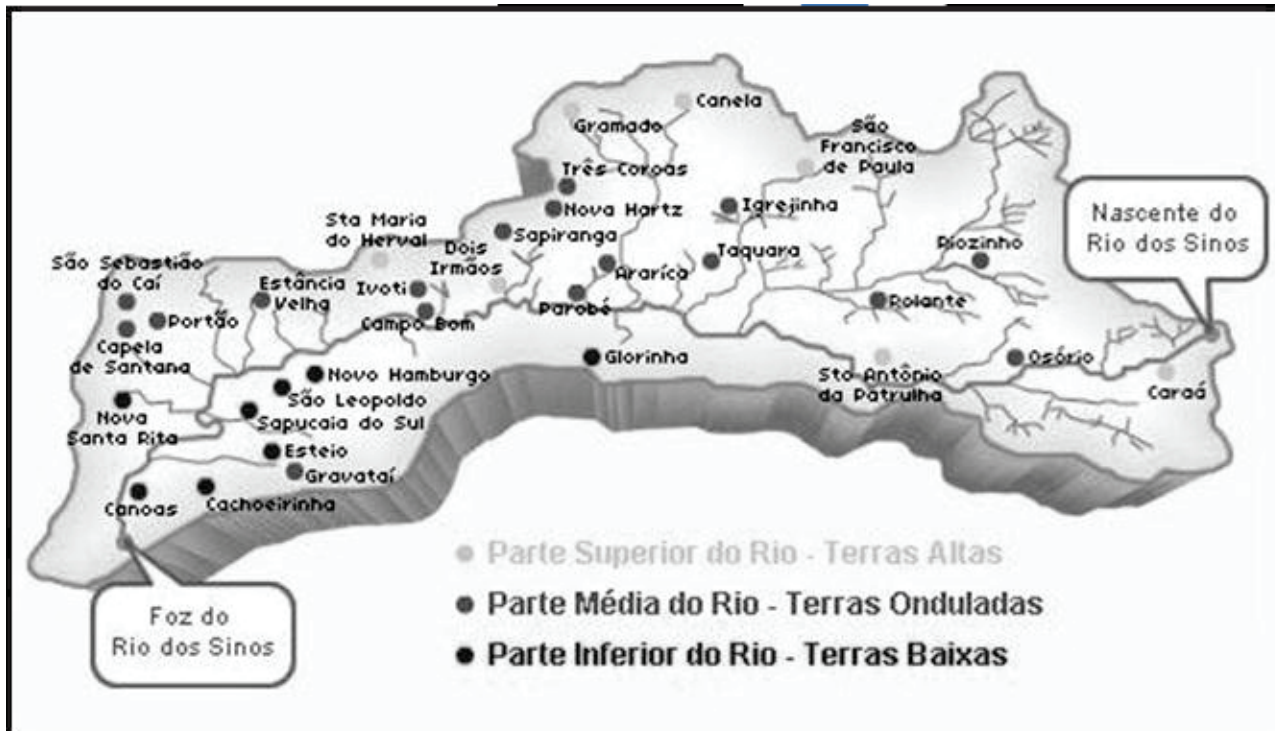 Canela
Gramado
São
Francisco
de Paula
Três Coroas
Nova Hartz
Igrejinha
Nascente do
Rio dos Sinos
Sta Maria
do Herval
Sapiranga
Dois
Irmãos
Taquara
Riozinho
São Sebastião
do Caí
Estância
Velha
Ivoti
Araríca
Parobé
Rolante
Portão
Campo Bom
Capela
de Santana
Glorinha
Osório
Sto Antônio
da Patrulha
Caraá
Novo Hamburgo
São Leopoldo
Nova
Santa Rita
Sapucaia do Sul
Esteio
Gravataí
Canoas
Cachoeirinha
Foz do
Rio dos Sinos
Parte Superior do Rio - Terras Altas
Parte Média do Rio - Terras Onduladas
Parte Inferior do Rio - Terras Baixas